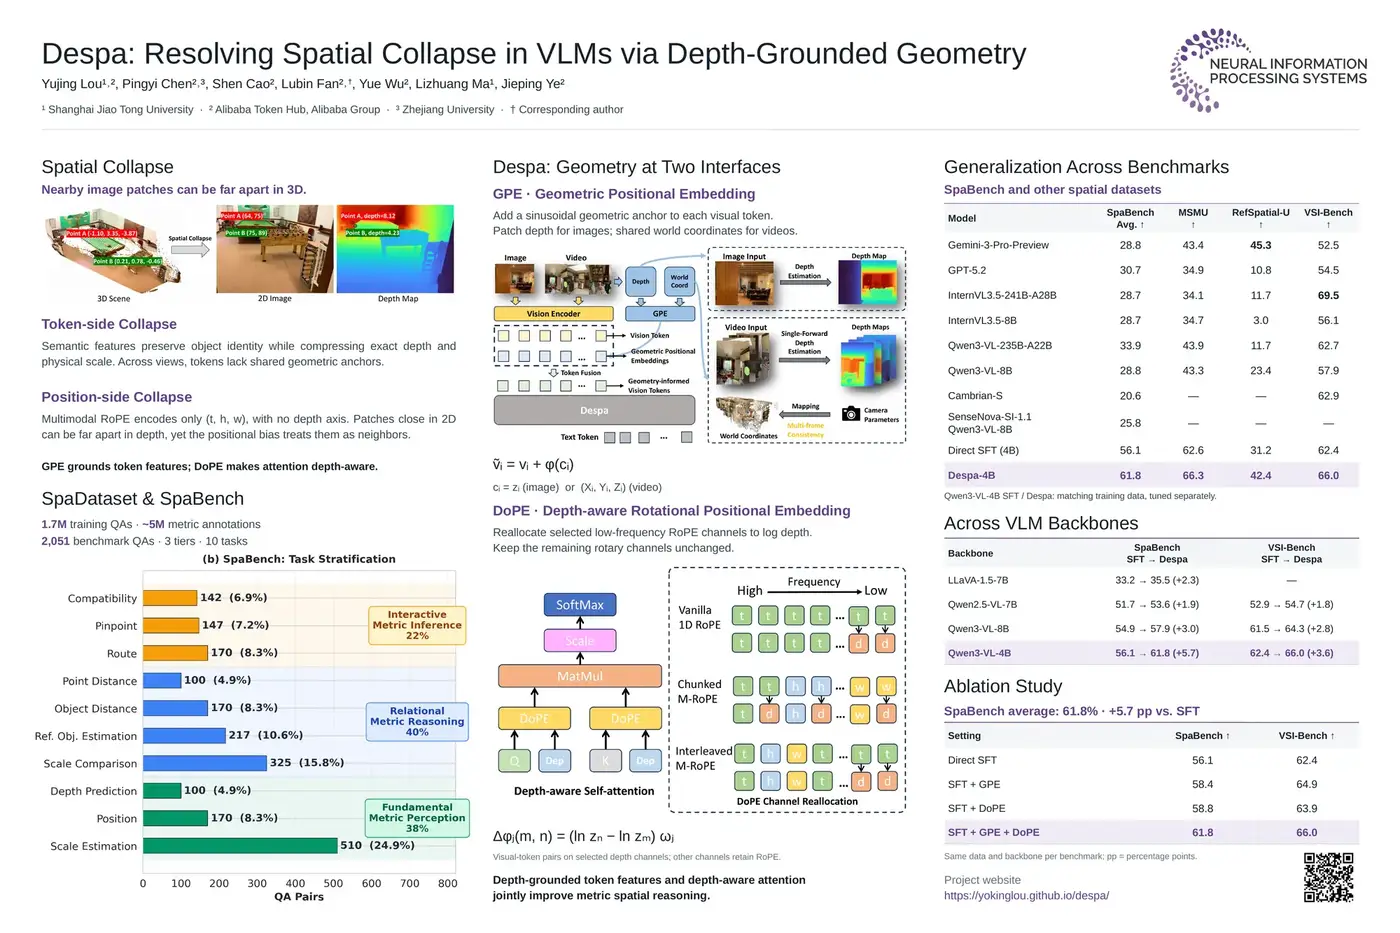 Despa: Resolving Spatial Collapse in VLMs via Depth-Grounded Geometry
Yujing Lou¹,², Pingyi Chen²,³, Shen Cao², Lubin Fan²,†, Yue Wu², Lizhuang Ma¹, Jieping Ye²
¹ Shanghai Jiao Tong University · ² Alibaba Token Hub, Alibaba Group · ³ Zhejiang University · † Corresponding author
NEURAL INFORMATION
PROCESSING SYSTEMS
Spatial Collapse
Nearby image patches can be far apart in 3D.
Point A (-1.10, 3.35, -3.87)
Point B (0.21, 0.78, -0.46)
Spatial Collapse
Point A (64, 75)
Point B (75, 89)
Point A, depth=8.12
Point B, depth=4.23
3D Scene
2D Image
Depth Map
Token-side Collapse
Semantic features preserve object identity while compressing exact depth and
physical scale. Across views, tokens lack shared geometric anchors.
Position-side Collapse
Multimodal RoPE encodes only (t, h, w), with no depth axis. Patches close in 2D
can be far apart in depth, yet the positional bias treats them as neighbors.
GPE grounds token features; DoPE makes attention depth-aware.
SpaDataset & SpaBench
1.7M training QAs · ~5M metric annotations
2,051 benchmark QAs · 3 tiers · 10 tasks
(b) SpaBench: Task Stratification
Compatibility 142 (6.9%)
Pinpoint 147 (7.2%)
Route 170 (8.3%)
Interactive
Metric Inference
22%
Point Distance 100 (4.9%)
Object Distance 170 (8.3%)
Ref. Obj. Estimation 217 (10.6%)
Scale Comparison 325 (15.8%)
Relational
Metric Reasoning
40%
Depth Prediction 100 (4.9%)
Position 170 (8.3%)
Scale Estimation 510 (24.9%)
Fundamental
Metric Perception
38%
0 100 200 300 400 500 600 700 800
QA Pairs
Despa: Geometry at Two Interfaces
GPE · Geometric Positional Embedding
Add a sinusoidal geometric anchor to each visual token.
Patch depth for images; shared world coordinates for videos.
Image
Video
Depth
World
Coord
Vision Encoder
GPE
... Vision Token
... Geometric Positional
Embeddings
Token Fusion
... Geometry-informed
Vision Tokens
Despa
Text Token ...
Image Input
Depth
Estimation
Depth Map
Video Input
Single-Forward
Depth
Estimation
Depth Maps
Mapping
Multi-frame
Consistency
Camera
Parameters
World Coordinates
ṽᵢ = vᵢ + φ(cᵢ)
cᵢ = zᵢ (image) or (Xᵢ, Yᵢ, Zᵢ) (video)
DoPE · Depth-aware Rotational Positional Embedding
Reallocate selected low-frequency RoPE channels to log depth.
Keep the remaining rotary channels unchanged.
SoftMax
Scale
MatMul
DoPE DoPE
Q Dep K Dep
Depth-aware Self-attention
Frequency
High Low
Vanilla
1D RoPE
t t t t ... t t
t t t t ... d d
Chunked
M-RoPE
t t h h ... w w
t d h d ... w d
Interleaved
M-RoPE
t h w t ... t t
t h w t ... d d
DoPE Channel Reallocation
Δφⱼ(m, n) = (ln zₙ − ln zₘ) ωⱼ
Visual-token pairs on selected depth channels; other channels retain RoPE.
Depth-grounded token features and depth-aware attention
jointly improve metric spatial reasoning.
Generalization Across Benchmarks
SpaBench and other spatial datasets
Model SpaBench Avg. ↑ MSMU ↑ RefSpatial-U ↑ VSI-Bench ↑
Gemini-3-Pro-Preview 28.8 43.4 45.3 52.5
GPT-5.2 30.7 34.9 10.8 54.5
InternVL3.5-241B-A28B 28.7 34.1 11.7 69.5
InternVL3.5-8B 28.7 34.7 3.0 56.1
Qwen3-VL-235B-A22B 33.9 43.9 11.7 62.7
Qwen3-VL-8B 28.8 43.3 23.4 57.9
Cambrian-S 20.6 — — 62.9
SenseNova-SI-1.1
Qwen3-VL-8B 25.8 — — —
Direct SFT (4B) 56.1 62.6 31.2 62.4
Despa-4B 61.8 66.3 42.4 66.0
Qwen3-VL-4B SFT / Despa: matching training data, tuned separately.
Across VLM Backbones
Backbone SpaBench SFT → Despa VSI-Bench SFT → Despa
LLaVA-1.5-7B 33.2 → 35.5 (+2.3) —
Qwen2.5-VL-7B 51.7 → 53.6 (+1.9) 52.9 → 54.7 (+1.8)
Qwen3-VL-8B 54.9 → 57.9 (+3.0) 61.5 → 64.3 (+2.8)
Qwen3-VL-4B 56.1 → 61.8 (+5.7) 62.4 → 66.0 (+3.6)
Ablation Study
SpaBench average: 61.8% · +5.7 pp vs. SFT
Setting SpaBench ↑ VSI-Bench ↑
Direct SFT 56.1 62.4
SFT + GPE 58.4 64.9
SFT + DoPE 58.8 63.9
SFT + GPE + DoPE 61.8 66.0
Same data and backbone per benchmark; pp = percentage points.
Project website
https://yokinglou.github.io/despa/